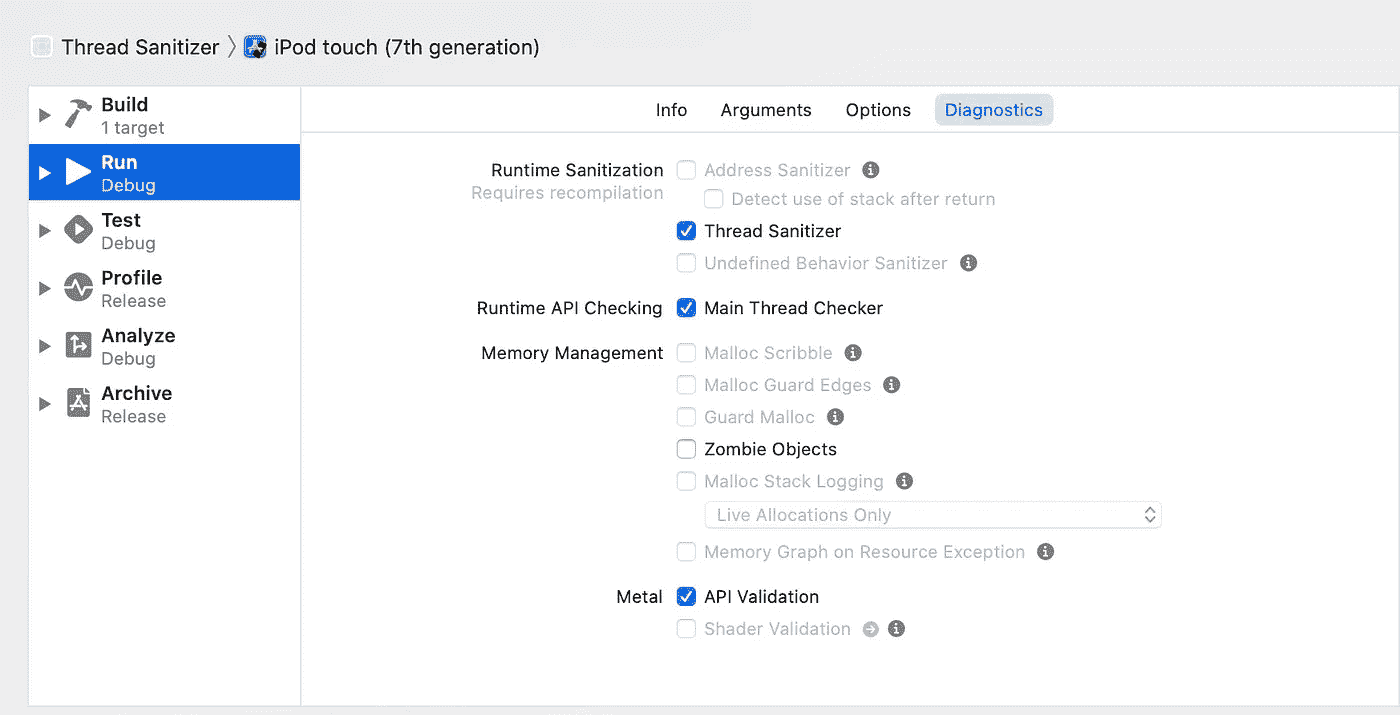 Thread Sanitizer 〉 iPod touch (7th generation)
Build
1 target
Run
Debug
Test
Debug
Profile
Release
Analyze
Debug
Archive
Release
Info Arguments Options Diagnostics
Runtime Sanitization Address Sanitizer
Requires recompilation Detect use of stack after return
Thread Sanitizer
Undefined Behavior Sanitizer
Runtime API Checking Main Thread Checker
Memory Management Malloc Scribble
Malloc Guard Edges
Guard Malloc
Zombie Objects
Malloc Stack Logging
Live Allocations Only
Memory Graph on Resource Exception
Metal API Validation
Shader Validation